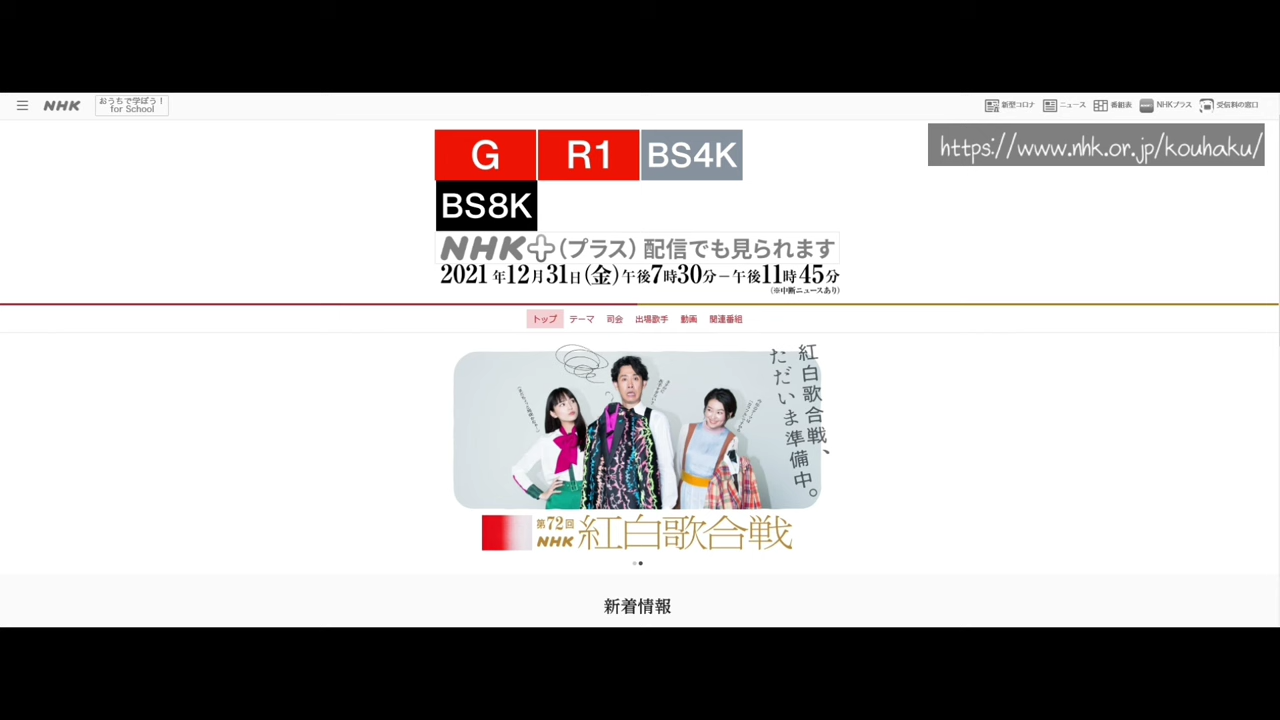 NHK
おうちで学ぼう！
for School
新型コロナ
ニュース
番組表
NHKプラス
受信料の窓口
https://www.nhk.or.jp/kouhaku/
G R1 BS4K
BS8K
NHK+(プラス) 配信でも見られます
2021年12月31日(金)午後7時30分－午後11時45分
(※中断ニュースあり)
トップ テーマ 司会 出場歌手 動画 関連番組
紅白歌合戦、
ただいま準備中。
第72回
NHK
紅白歌合戦
新着情報